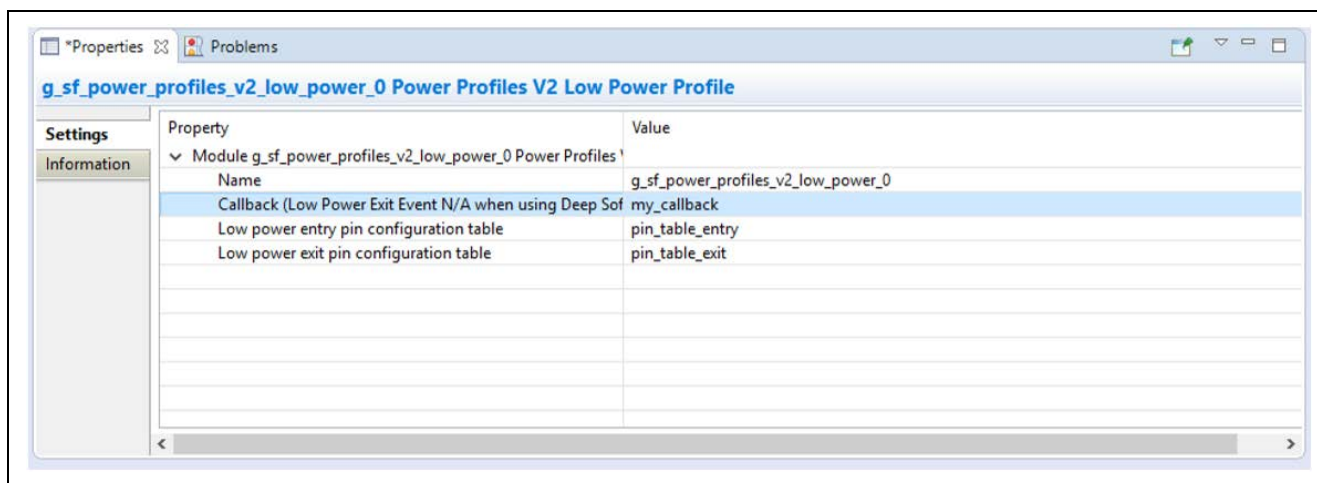 *Properties Problems
g_sf_power_profiles_v2_low_power_0 Power Profiles V2 Low Power Profile
Settings
Information
Property Value
Module g_sf_power_profiles_v2_low_power_0 Power Profiles
Name g_sf_power_profiles_v2_low_power_0
Callback (Low Power Exit Event N/A when using Deep Sof my_callback
Low power entry pin configuration table pin_table_entry
Low power exit pin configuration table pin_table_exit